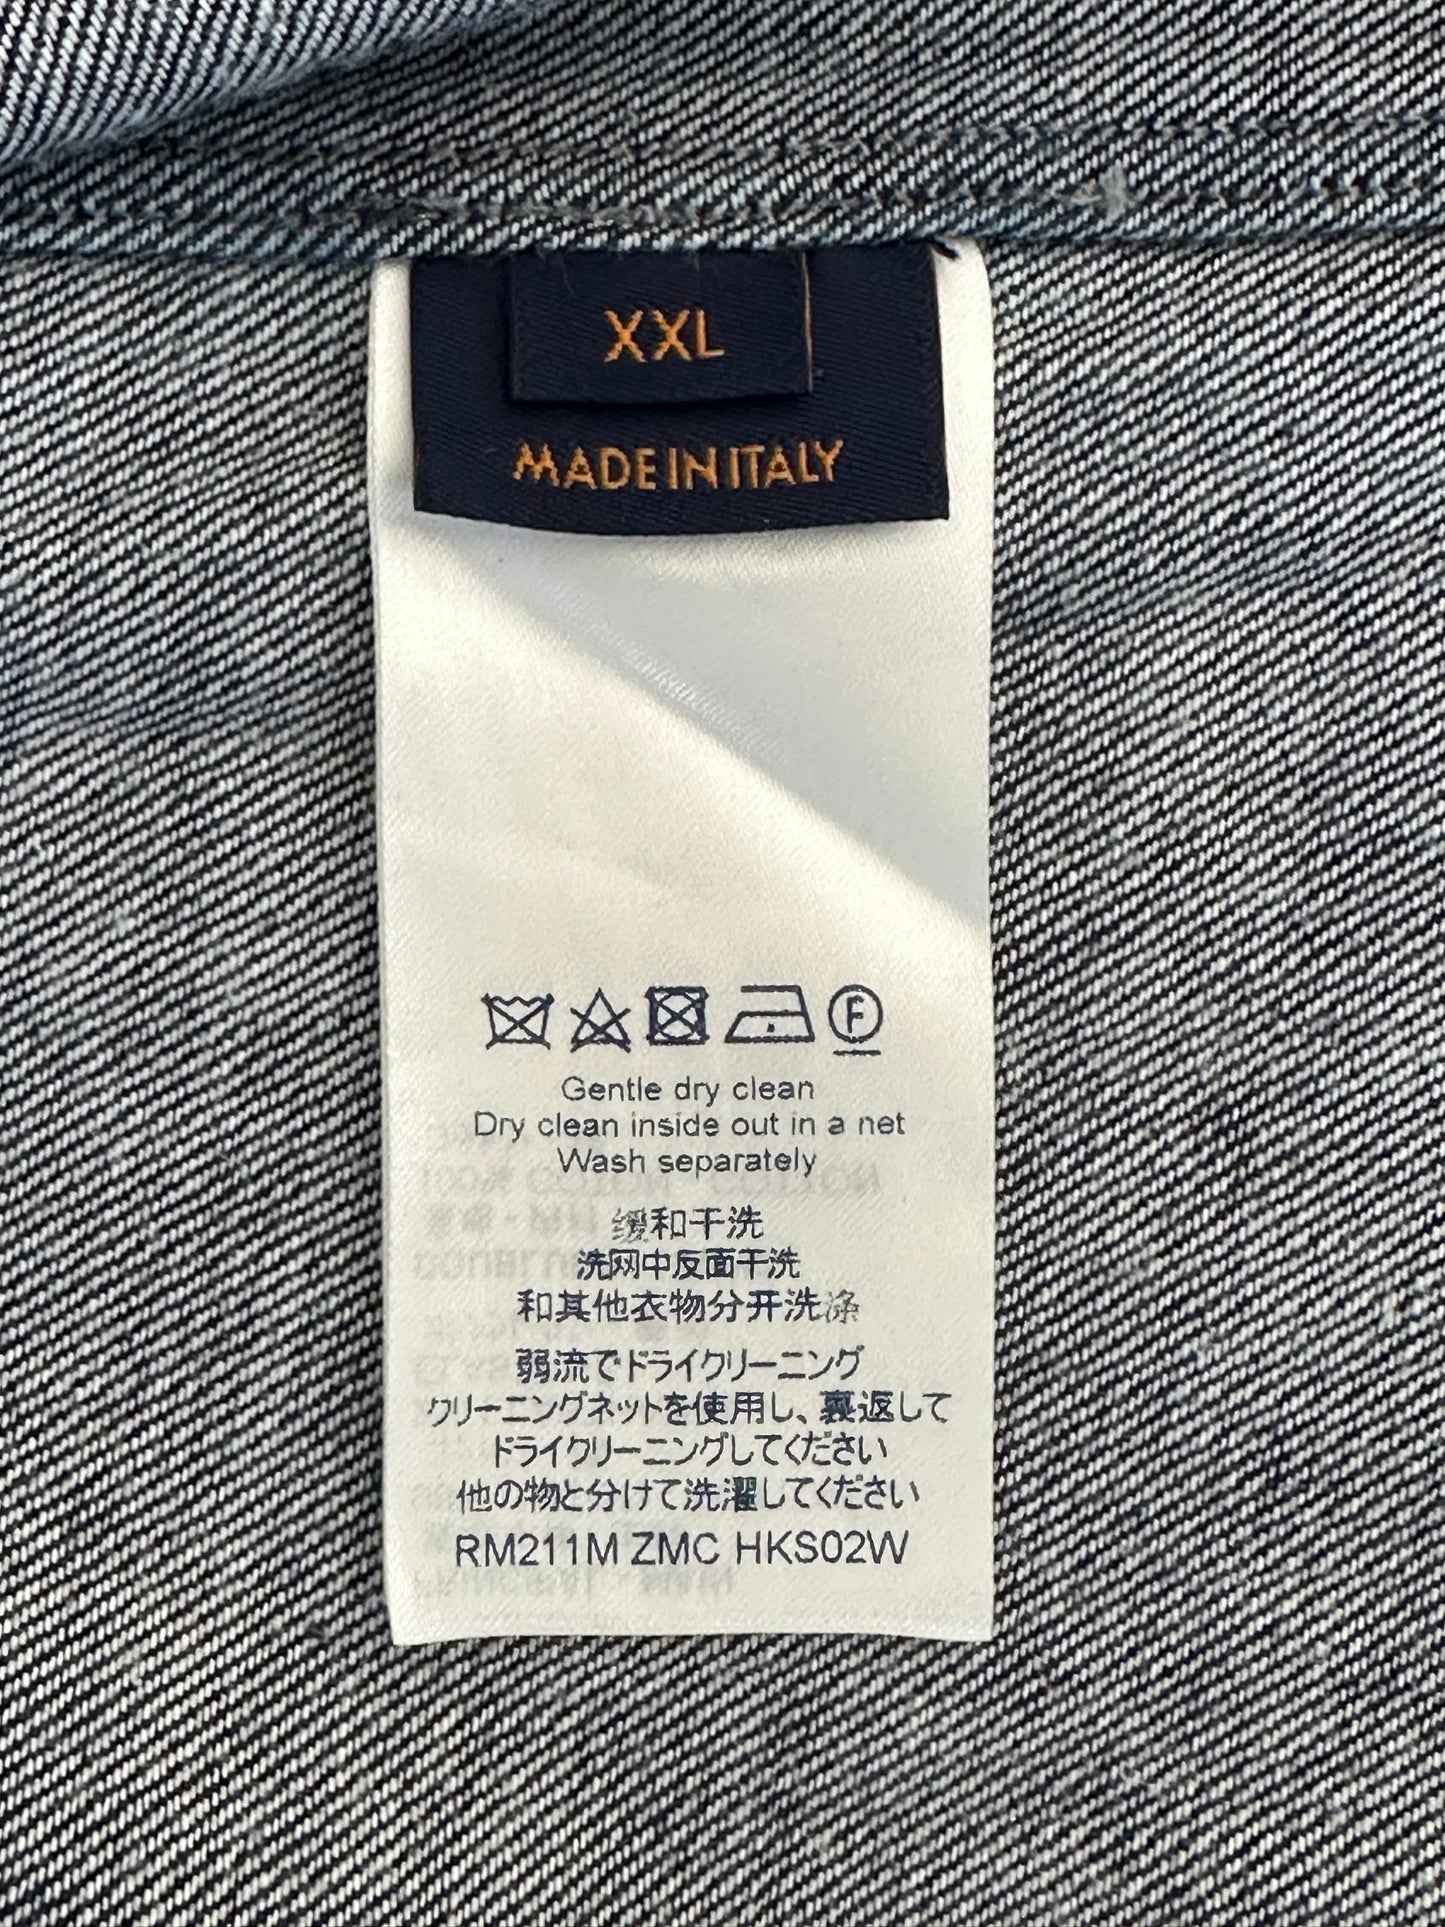 XXL
MADE IN ITALY
F
Gentle dry clean
Dry clean inside out in a net
Wash separately
缓和干洗
洗网中反面干洗
和其他衣物分开洗涤
弱流でドライクリーニング
クリーニングネットを使用し、裏返して
ドライクリーニングしてください
他の物と分けて洗濯してください
RM211M ZMC HKS02W